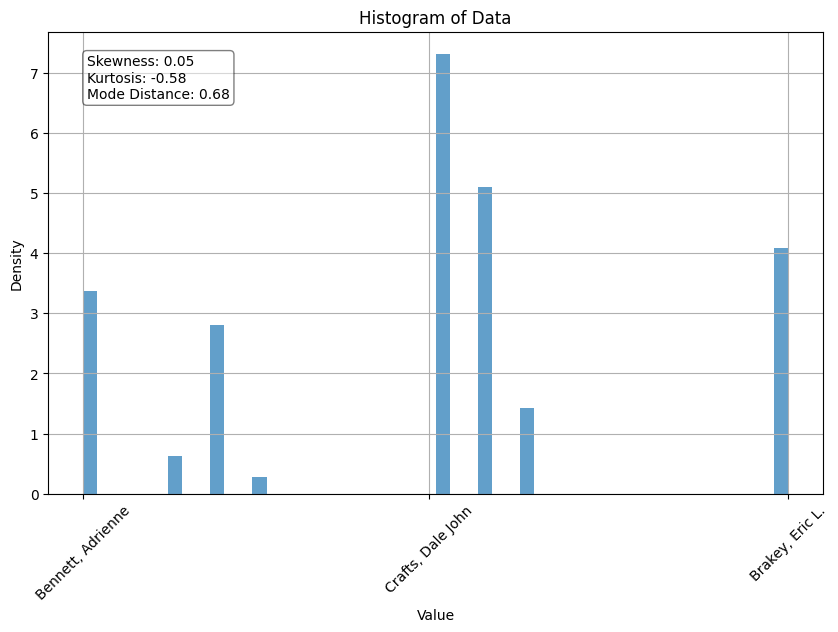 Histogram of Data
Skewness: 0.05
Kurtosis: -0.58
Mode Distance: 0.68
7
6
5
4
3
2
1
0
Density
Bennett, Adrienne
Crafts, Dale John
Brakey, Eric L.
Value